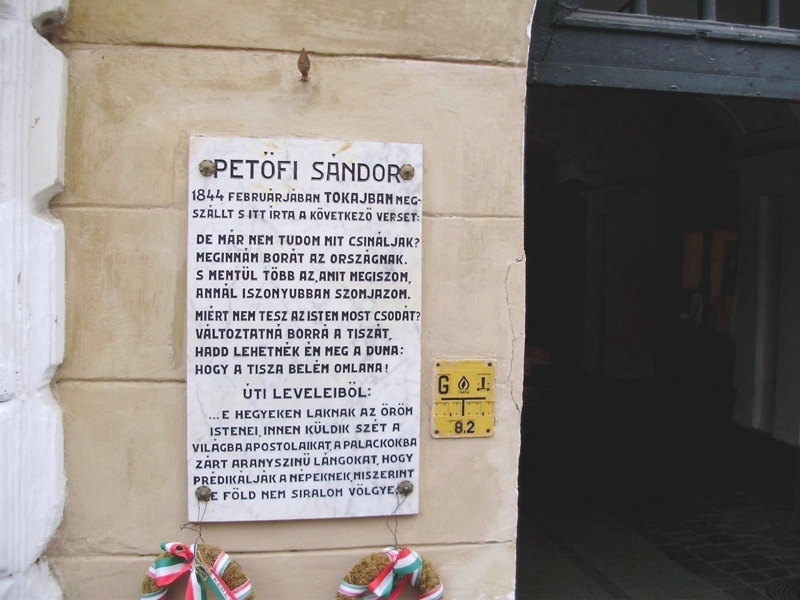 PETŐFI SÁNDOR
1844 FEBRUÁRJÁBAN TOKAJBAN MEG-
SZÁLLT S ITT ÍRTA A KÖVETKEZŐ VERSET:
DE MÁR NEM TUDOM MIT CSINÁLJAK?
MEGINNÁM BORÁT AZ ORSZÁGNAK.
S MENTÜL TÖBB AZ, AMIT MEGISZOM,
ANNÁL ISZONYUBBAN SZOMJAZOM.
MIÉRT NEM TESZ AZ ISTEN MOST CSODÁT?
VÁLTOZTATNÁ BORRÁ A TISZÁT,
HADD LEHETNÉK ÉN MEG A DUNA:
HOGY A TISZA BELÉM OMLANA!
ÚTI LEVELEIBŐL:
...E HEGYEKEN LAKNAK AZ ÖRÖM
ISTENEI, INNEN KÜLDIK SZÉT A
VILÁGBA APOSTOLAIKAT, A PALACKOKBA
ZÁRT ARANYSZINŰ LÁNGOKAT, HOGY
PRÉDIKÁLJÁK A NÉPEKNEK, MISZERINT
E FÖLD NEM SIRALOM VÖLGYE
G
8,2